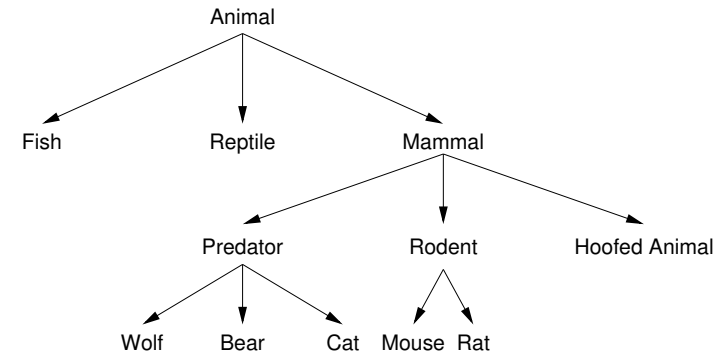 Animal
Fish Reptile Mammal
Predator Rodent Hoofed Animal
Wolf Bear Cat Mouse Rat